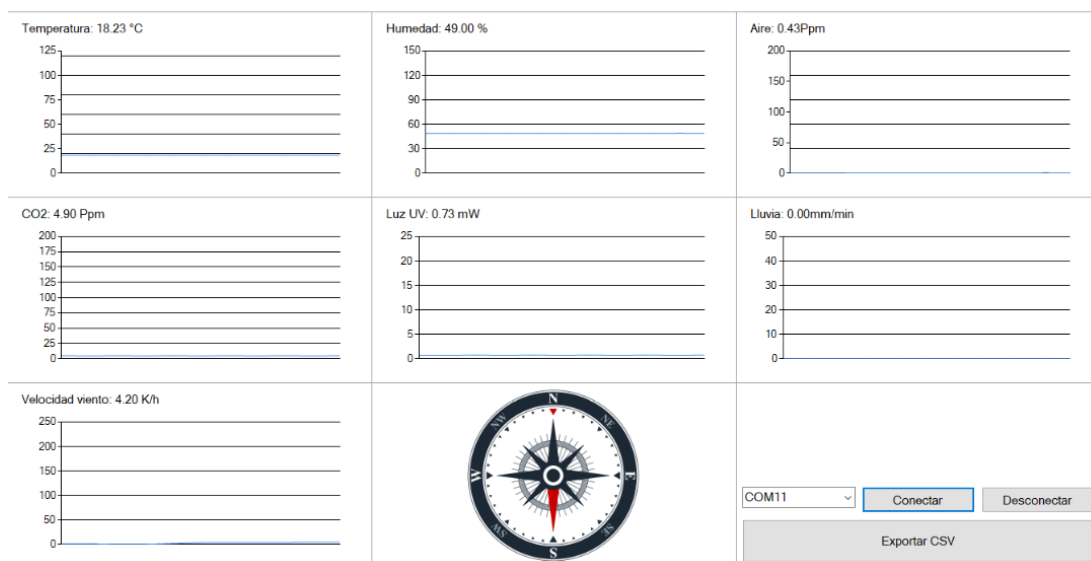 Temperatura: 18.23 °C
125
100
75
50
25
0
Humedad: 49.00 %
150
120
90
60
30
0
Aire: 0.43Ppm
200
150
100
50
0
CO2: 4.90 Ppm
200
175
150
125
100
75
50
25
0
Luz UV: 0.73 mW
25
20
15
10
5
0
Lluvia: 0.00mm/min
50
40
30
20
10
0
Velocidad viento: 4.20 K/h
250
200
150
100
50
0
N
NW
NE
W
E
SW
SE
S
COM11
Conectar
Desconectar
Exportar CSV